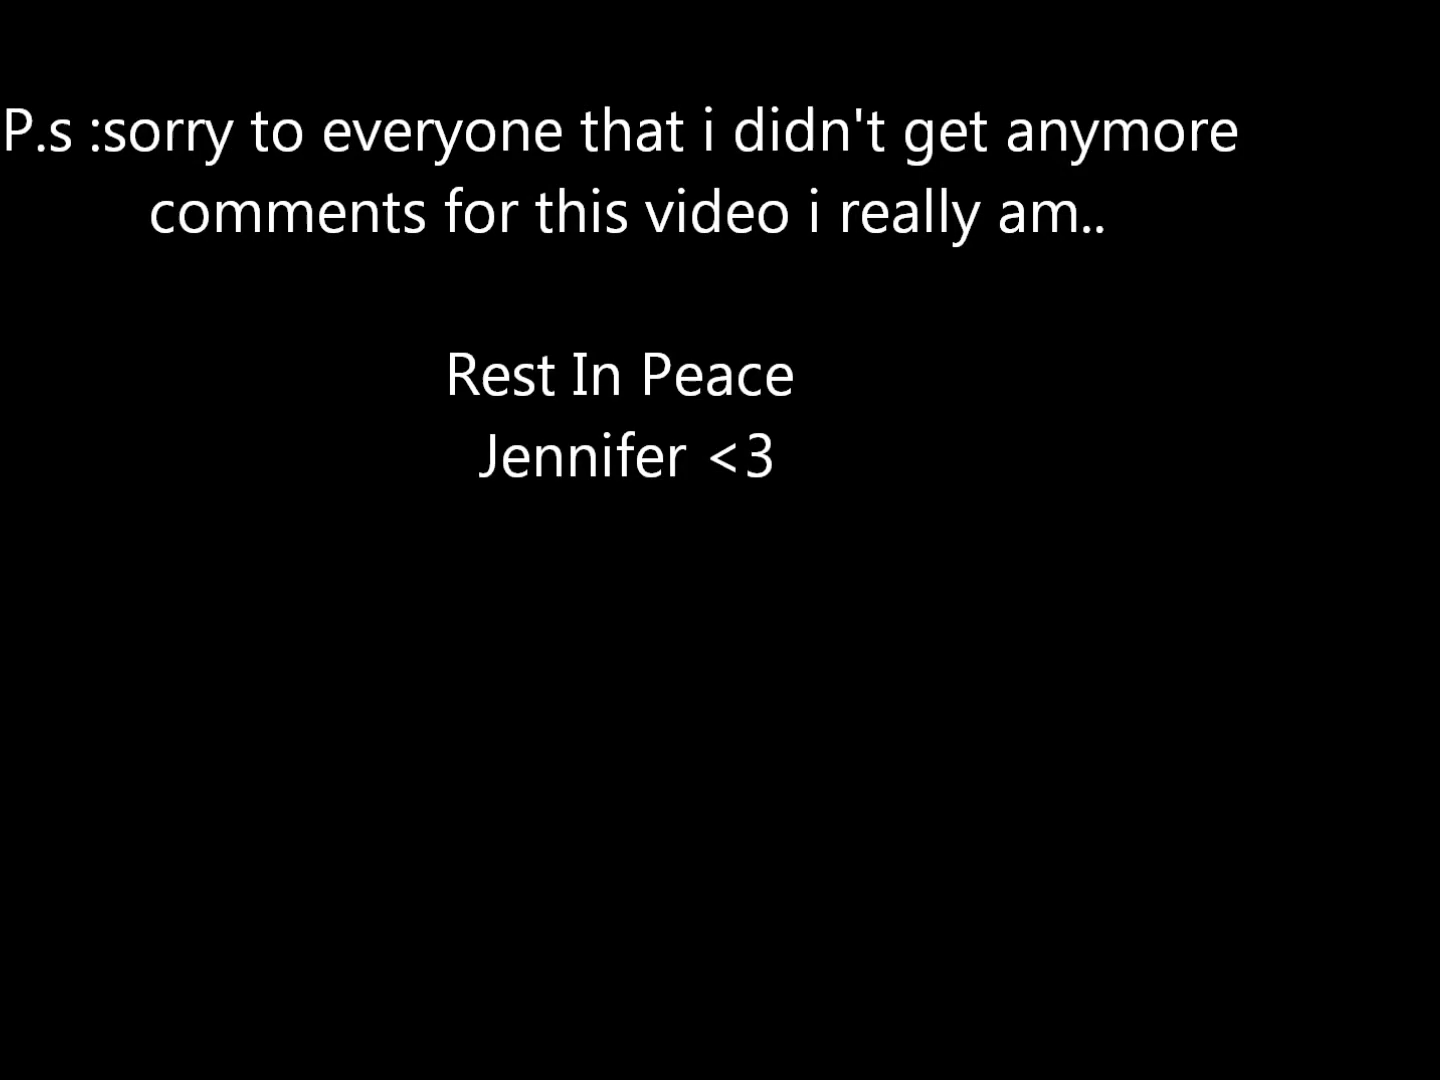 P.s :sorry to everyone that i didn't get anymore
comments for this video i really am..
Rest In Peace
Jennifer <3